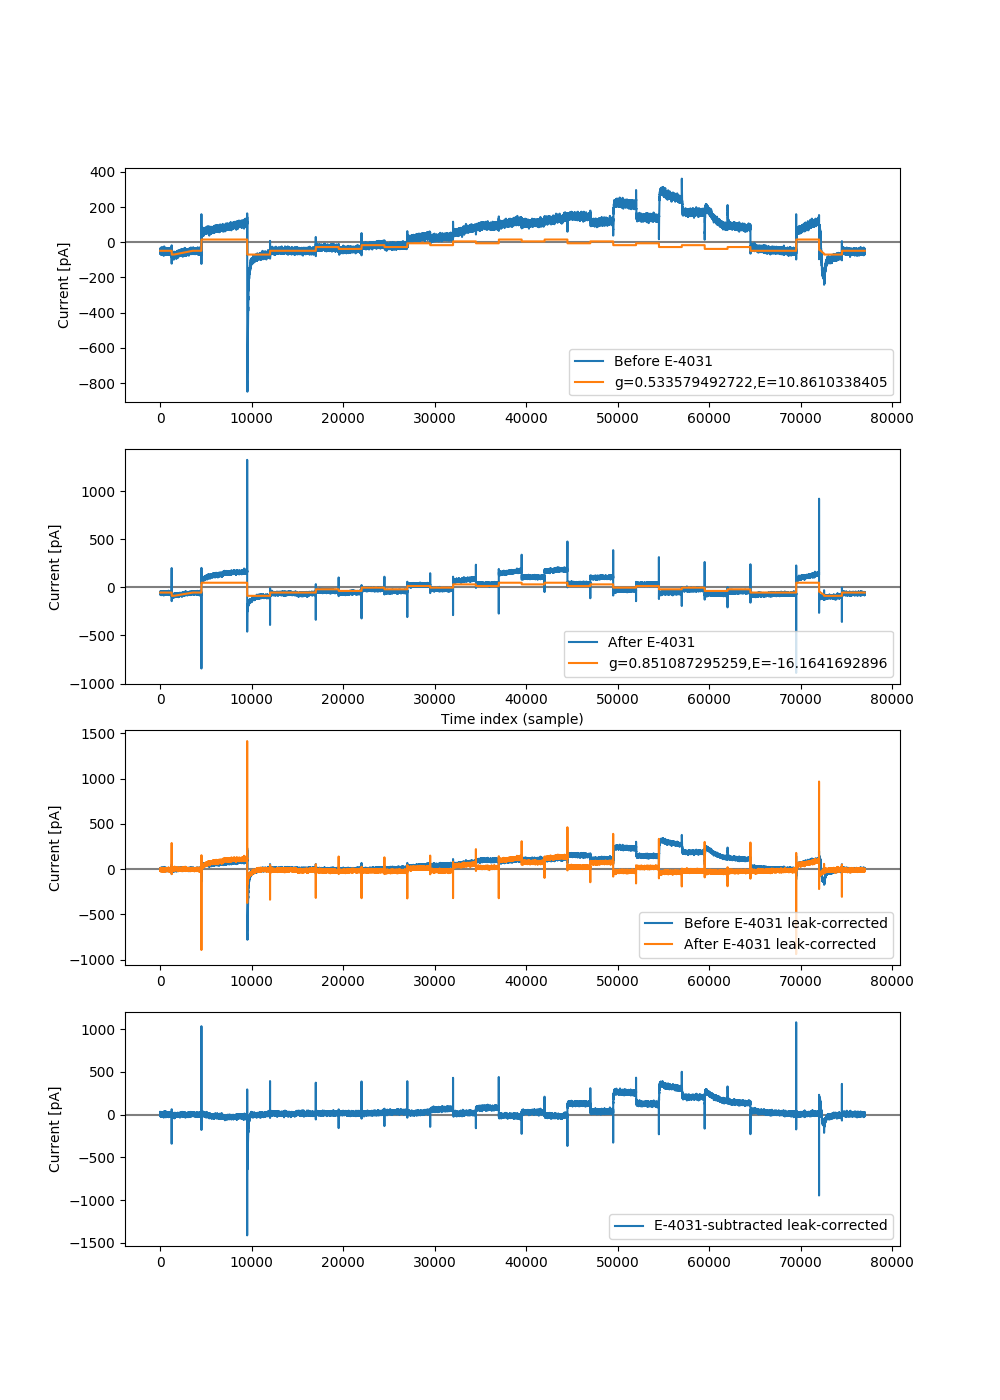 400
200
0
−200
−400
−600
−800
Current [pA]
Before E-4031
g=0.533579492722,E=10.8610338405
0 10000 20000 30000 40000 50000 60000 70000 80000
1000
500
0
−500
−1000
Current [pA]
After E-4031
g=0.851087295259,E=-16.1641692896
0 10000 20000 30000 40000 50000 60000 70000 80000
Time index (sample)
1500
1000
500
0
−500
−1000
Current [pA]
Before E-4031 leak-corrected
After E-4031 leak-corrected
0 10000 20000 30000 40000 50000 60000 70000 80000
1000
500
0
−500
−1000
−1500
Current [pA]
E-4031-subtracted leak-corrected
0 10000 20000 30000 40000 50000 60000 70000 80000